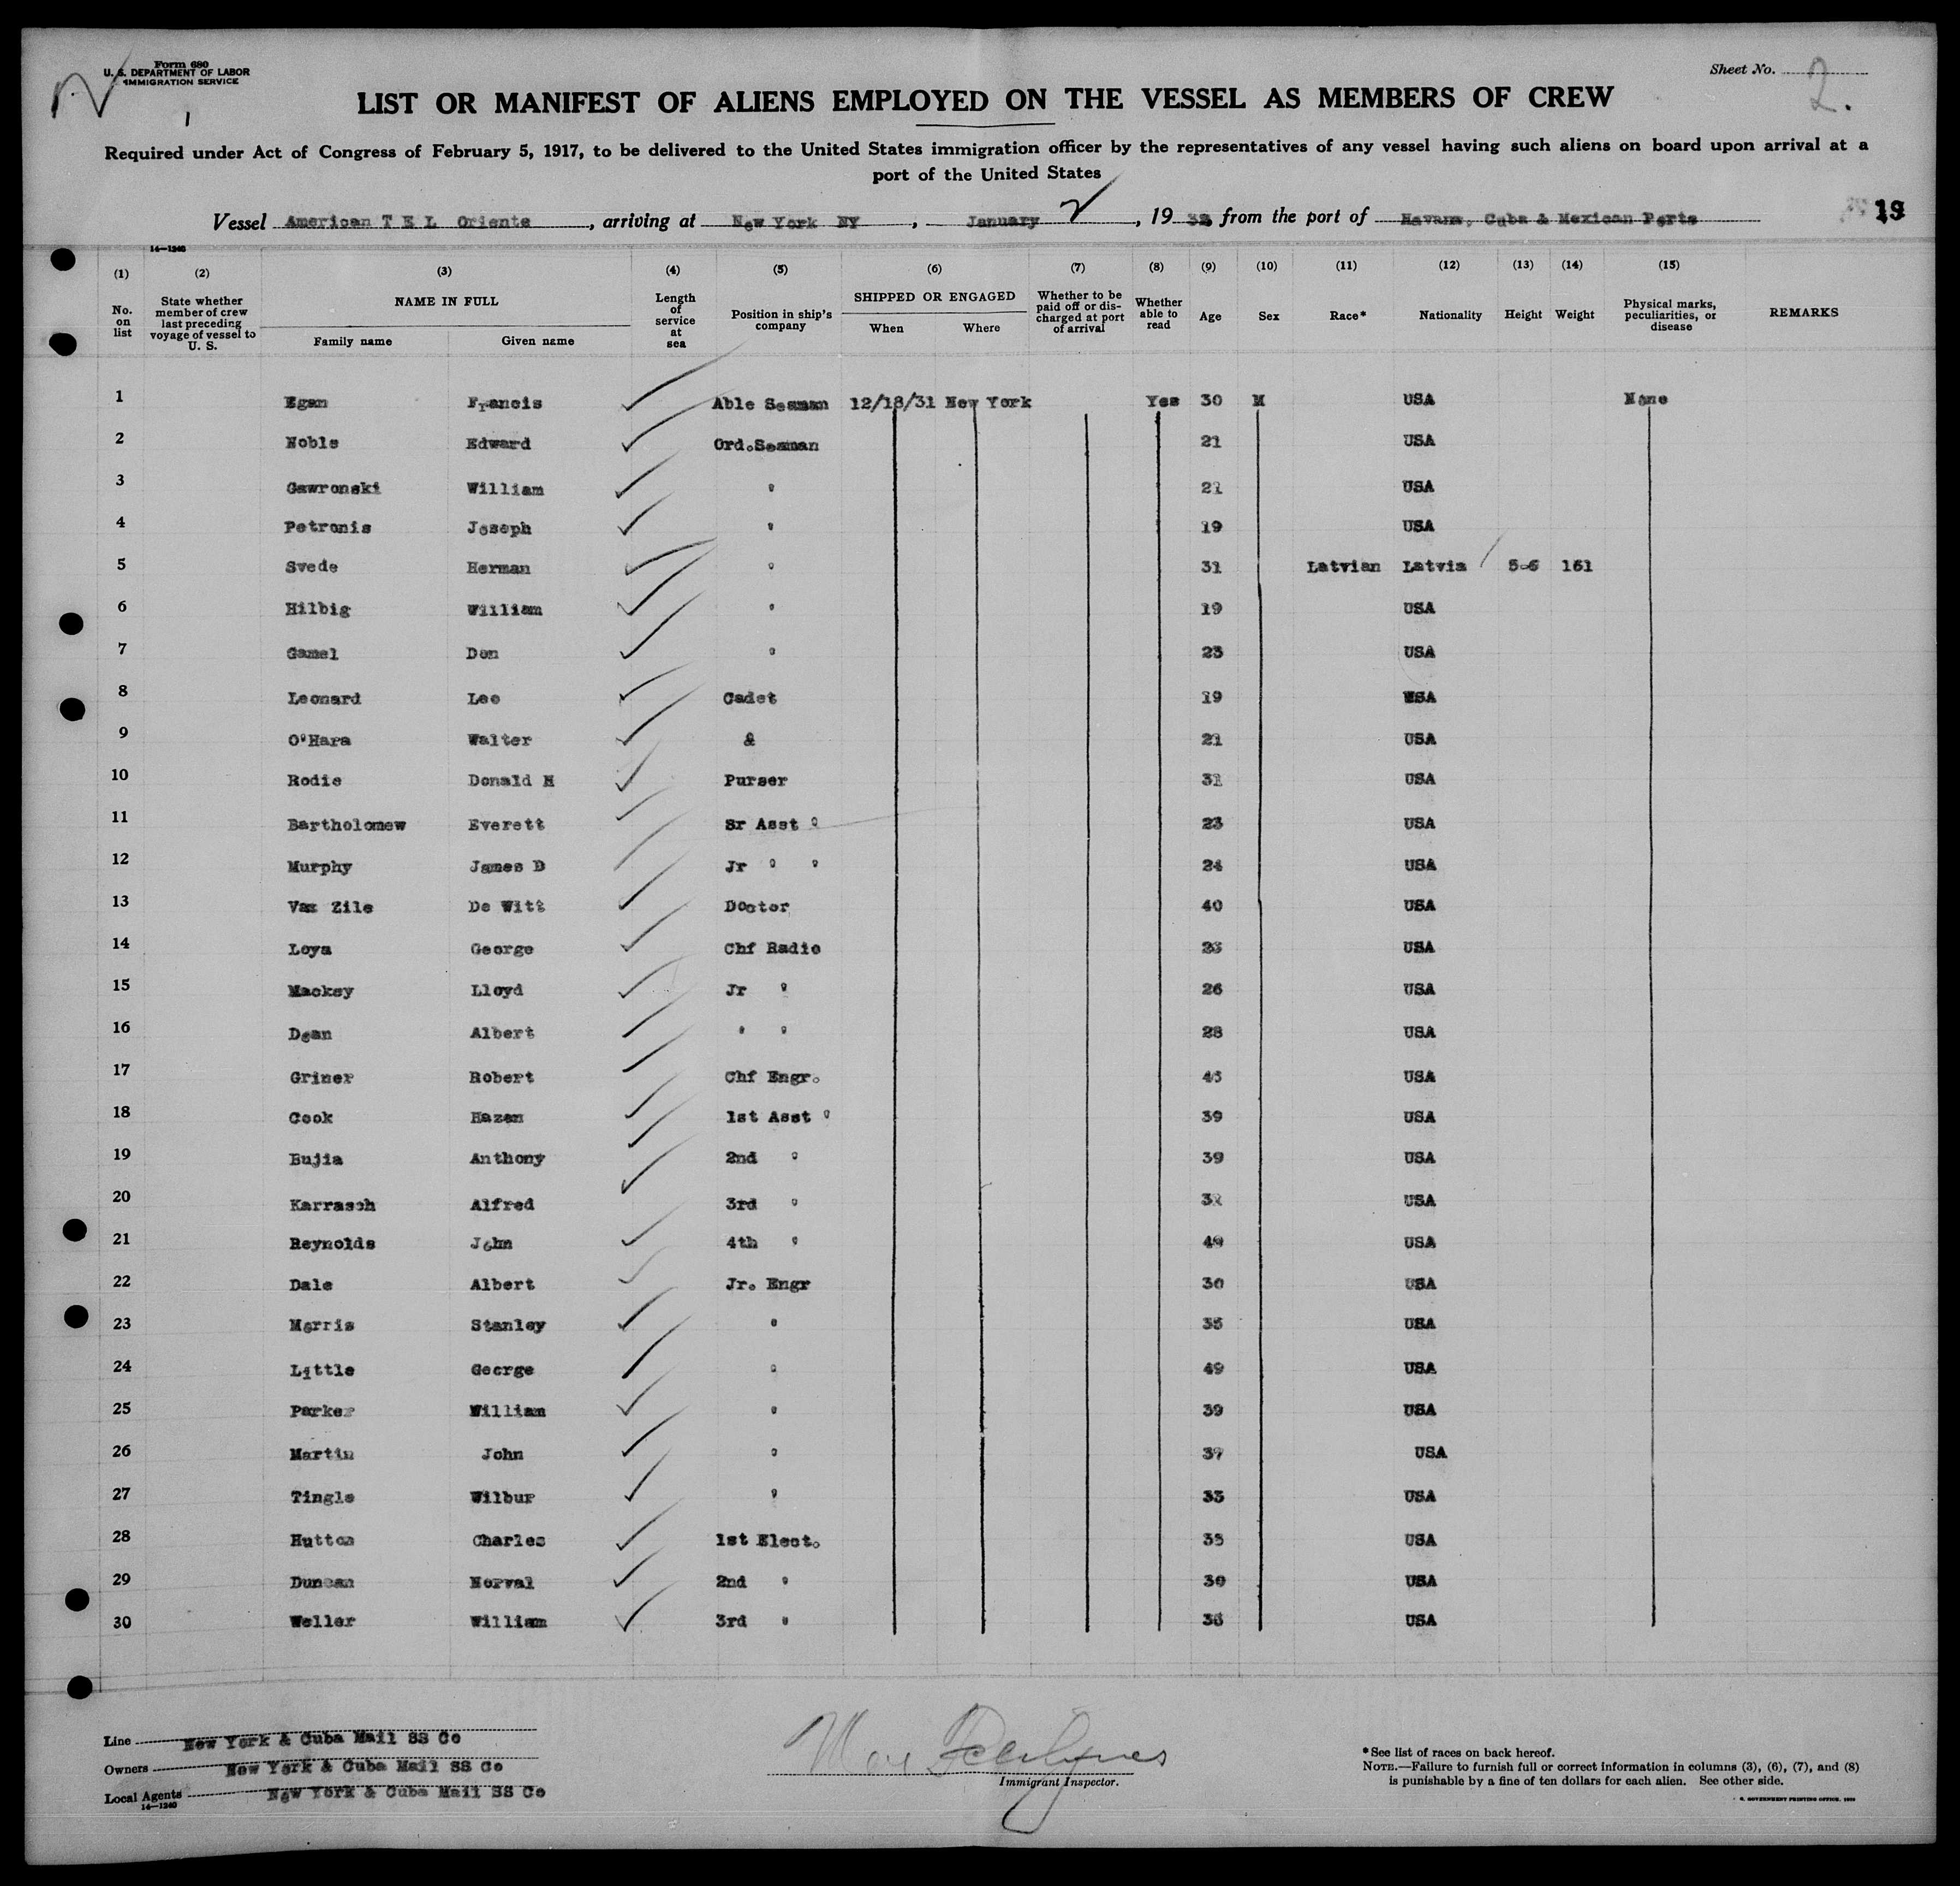 Form 680
U. S. DEPARTMENT OF LABOR
IMMIGRATION SERVICE
Sheet No. 2.
LIST OR MANIFEST OF ALIENS EMPLOYED ON THE VESSEL AS MEMBERS OF CREW
Required under Act of Congress of February 5, 1917, to be delivered to the United States immigration officer by the representatives of any vessel having such aliens on board upon arrival at a
port of the United States
Vessel American T E L Oriente, arriving at New York NY, January 2, 1932 from the port of Havana, Cuba & Mexican Ports
19
14—1240
(1) (2) (3) (4) (5) (6) (7) (8) (9) (10) (11) (12) (13) (14) (15)
No. on list
State whether member of crew last preceding voyage of vessel to U. S.
NAME IN FULL
Family name Given name
Length of service at sea
Position in ship's company
SHIPPED OR ENGAGED
When Where
Whether to be paid off or discharged at port of arrival
Whether able to read
Age Sex Race* Nationality Height Weight
Physical marks, peculiarities, or disease
REMARKS
1 Egan Francis Able Seaman 12/18/31 New York Yes 30 M USA None
2 Noble Edward Ord.Seaman 21 USA
3 Gawronski William " 21 USA
4 Petronis Joseph " 19 USA
5 Svede Herman " 31 Latvian Latvia 5-6 161
6 Hilbig William " 19 USA
7 Gamel Don " 23 USA
8 Leonard Leo Cadet 19 USA
9 O'Hara Walter & 21 USA
10 Rodie Donald H Purser 31 USA
11 Bartholomew Everett Sr Asst " 23 USA
12 Murphy James D Jr " " 24 USA
13 Van Zile De Witt Doctor 40 USA
14 Loya George Chf Radio USA
15 Mackey Lloyd Jr " 26 USA
16 Dean Albert " " 28 USA
17 Griner Robert Chf Engr. USA
18 Cook Hazen 1st Asst " 39 USA
19 Bujia Anthony 2nd " 39 USA
20 Karrasch Alfred 3rd " USA
21 Reynolds John 4th " 49 USA
22 Dale Albert Jr. Engr 30 USA
23 Morris Stanley " 35 USA
24 Little George " 49 USA
25 Parker William " 39 USA
26 Martin John " 37 USA
27 Tingle Wilbur " 33 USA
28 Hutton Charles 1st Elect. 35 USA
29 Duncan Norval 2nd " 30 USA
30 Weller William 3rd " 36 USA
Line New York & Cuba Mail SS Co
Owners New York & Cuba Mail SS Co
Local Agents New York & Cuba Mail SS Co
14—1240
Immigrant Inspector.
*See list of races on back hereof.
NOTE.—Failure to furnish full or correct information in columns (3), (6), (7), and (8)
is punishable by a fine of ten dollars for each alien. See other side.
GOVERNMENT PRINTING OFFICE